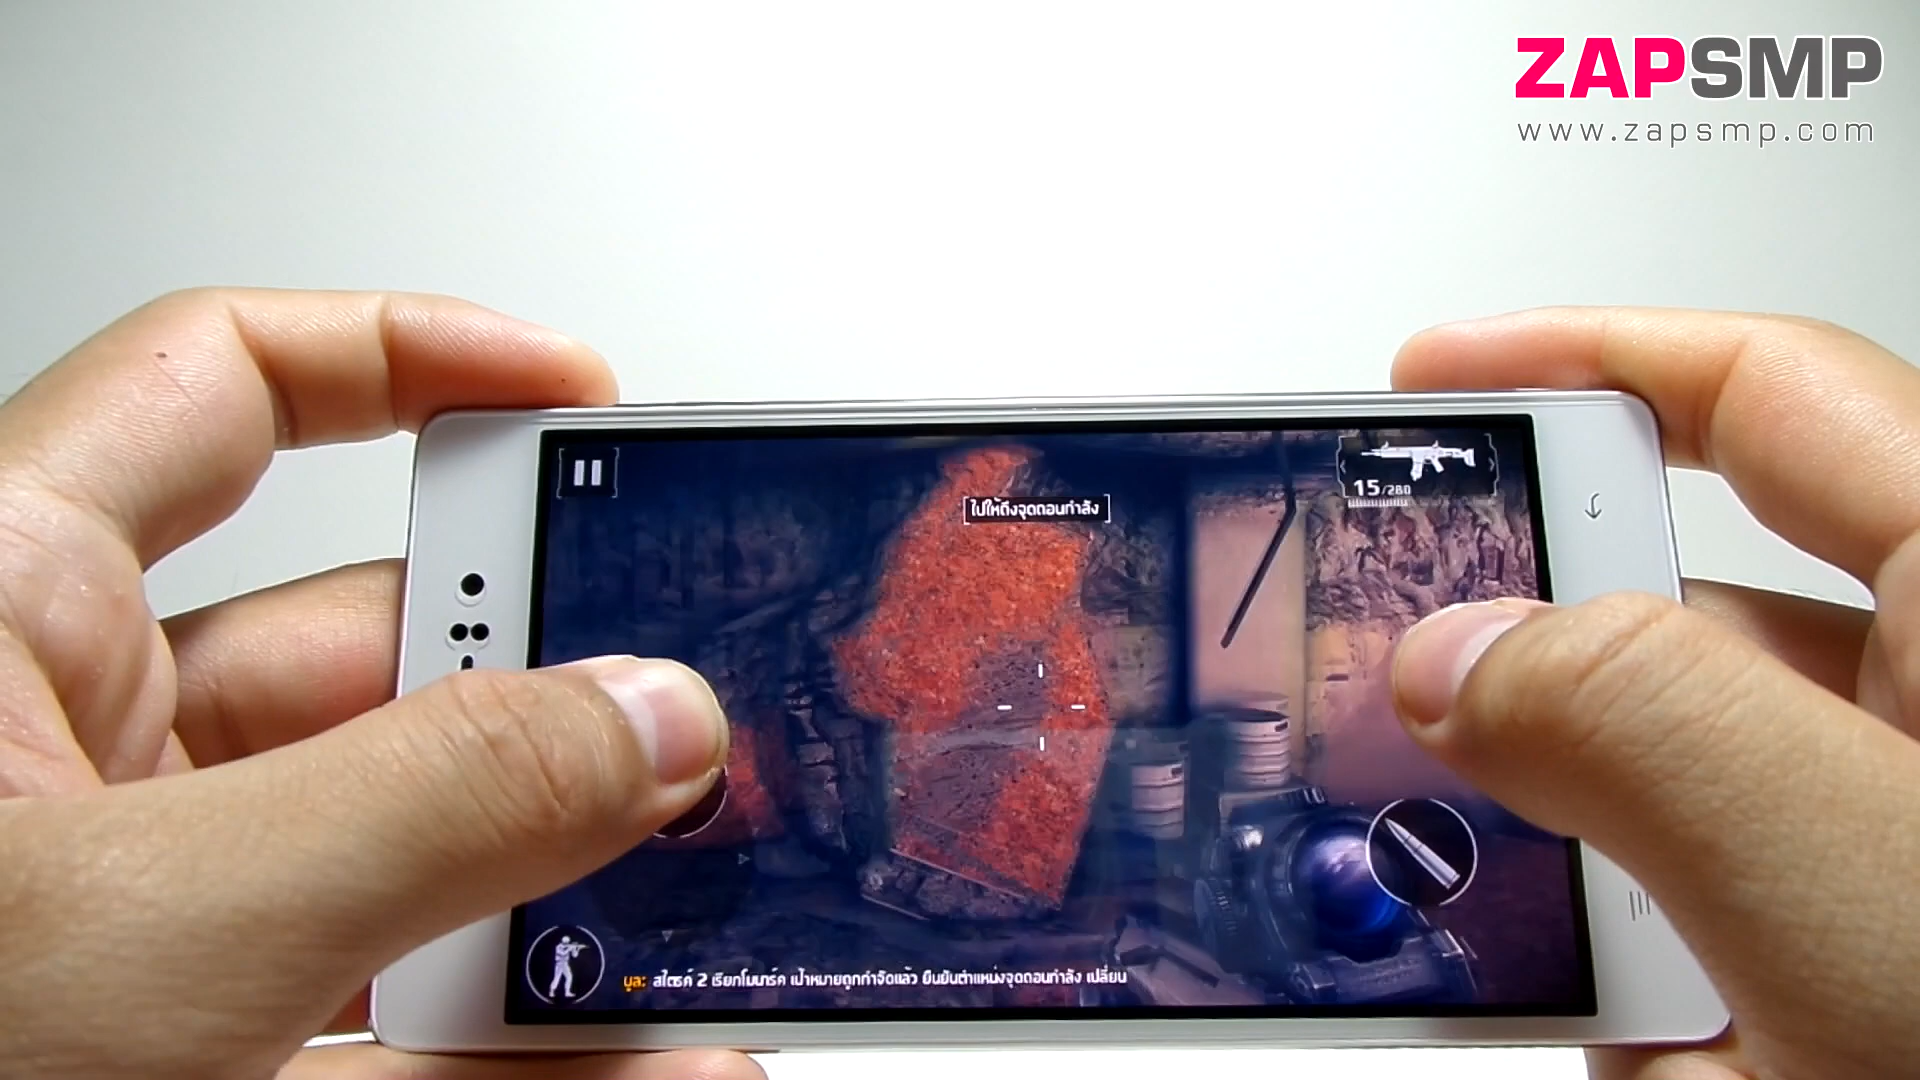 ZAPSMP
www.zapsmp.com
15/280
ไปให้ถึงจุดถอนกำลัง
มูละ: สไตรค์ 2 เรียกโมนาร์ค เป้าหมายถูกกำจัดแล้ว ยืนยันตำแหน่งจุดถอนกำลัง เปลี่ยน